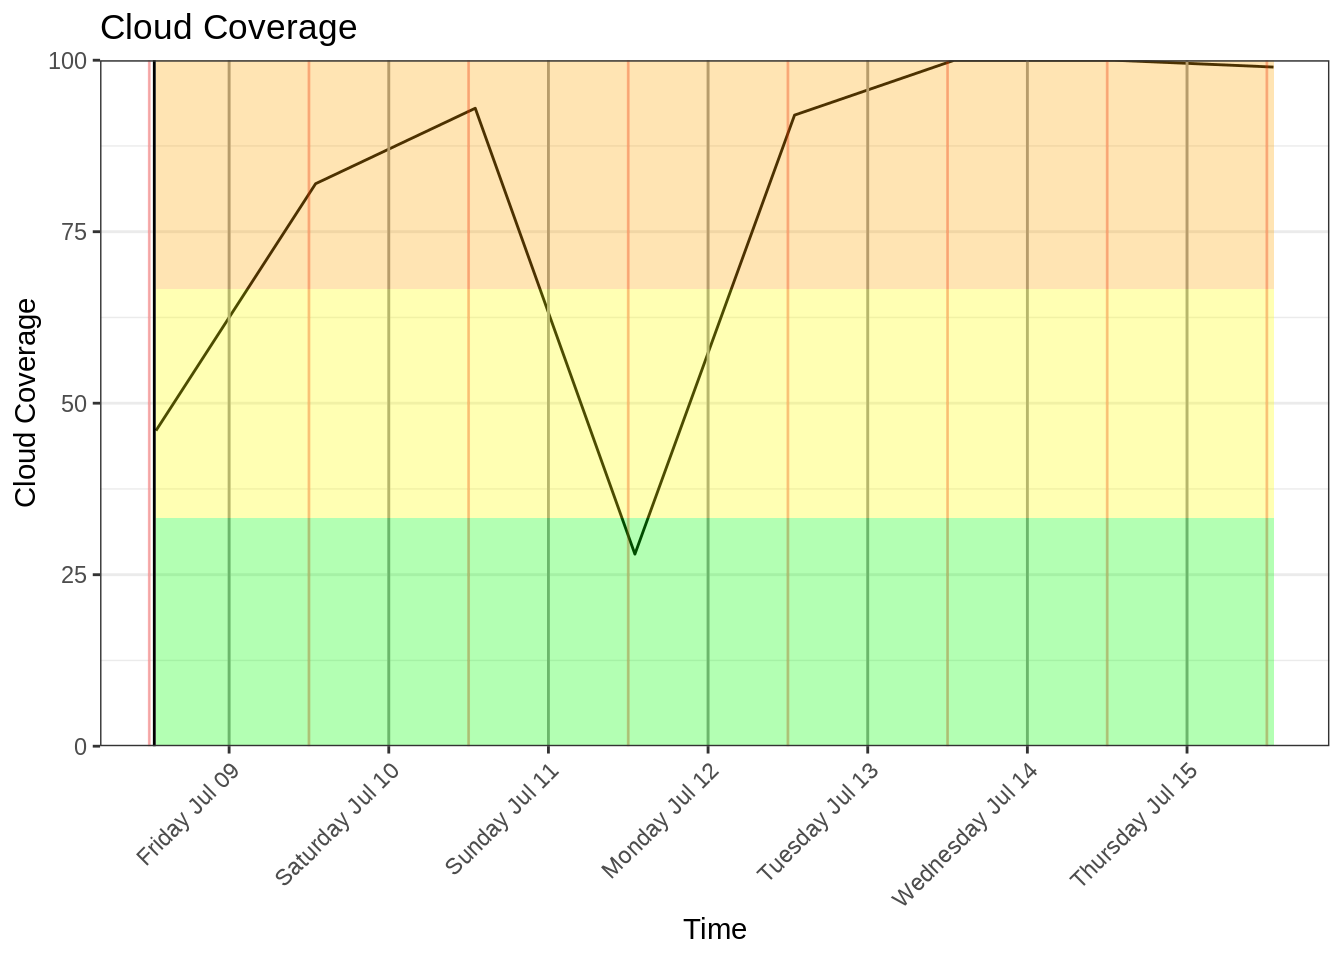 Cloud Coverage
100
75
50
25
0
Cloud Coverage
Friday Jul 09
Saturday Jul 10
Sunday Jul 11
Monday Jul 12
Tuesday Jul 13
Wednesday Jul 14
Thursday Jul 15
Time